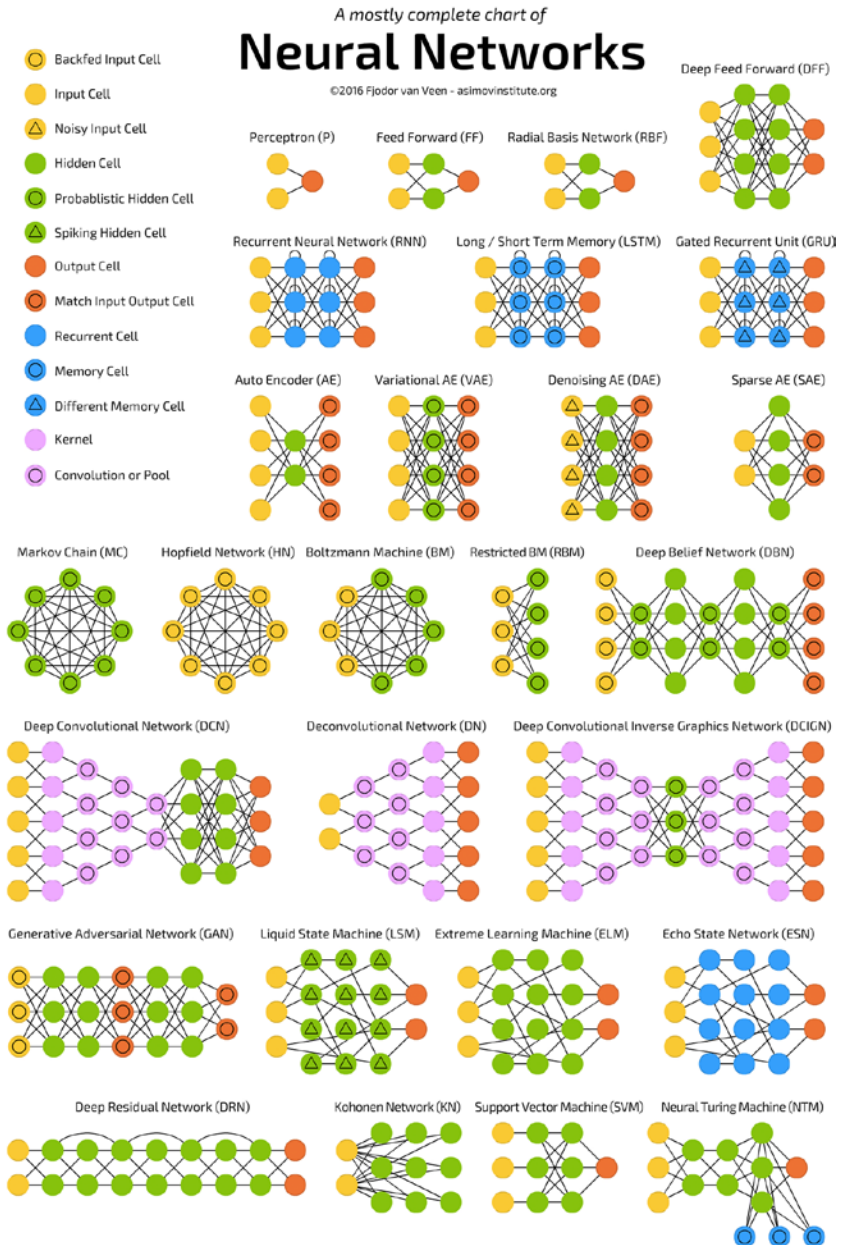 A mostly complete chart of
Neural Networks
©2016 Fjodor van Veen - asimovinstitute.org
Backfed Input Cell
Input Cell
Noisy Input Cell
Hidden Cell
Probablistic Hidden Cell
Spiking Hidden Cell
Output Cell
Match Input Output Cell
Recurrent Cell
Memory Cell
Different Memory Cell
Kernel
Convolution or Pool
Deep Feed Forward (DFF)
Perceptron (P)
Feed Forward (FF)
Radial Basis Network (RBF)
Recurrent Neural Network (RNN)
Long / Short Term Memory (LSTM)
Gated Recurrent Unit (GRU)
Auto Encoder (AE)
Variational AE (VAE)
Denoising AE (DAE)
Sparse AE (SAE)
Markov Chain (MC)
Hopfield Network (HN)
Boltzmann Machine (BM)
Restricted BM (RBM)
Deep Belief Network (DBN)
Deep Convolutional Network (DCN)
Deconvolutional Network (DN)
Deep Convolutional Inverse Graphics Network (DCIGN)
Generative Adversarial Network (GAN)
Liquid State Machine (LSM)
Extreme Learning Machine (ELM)
Echo State Network (ESN)
Deep Residual Network (DRN)
Kohonen Network (KN)
Support Vector Machine (SVM)
Neural Turing Machine (NTM)